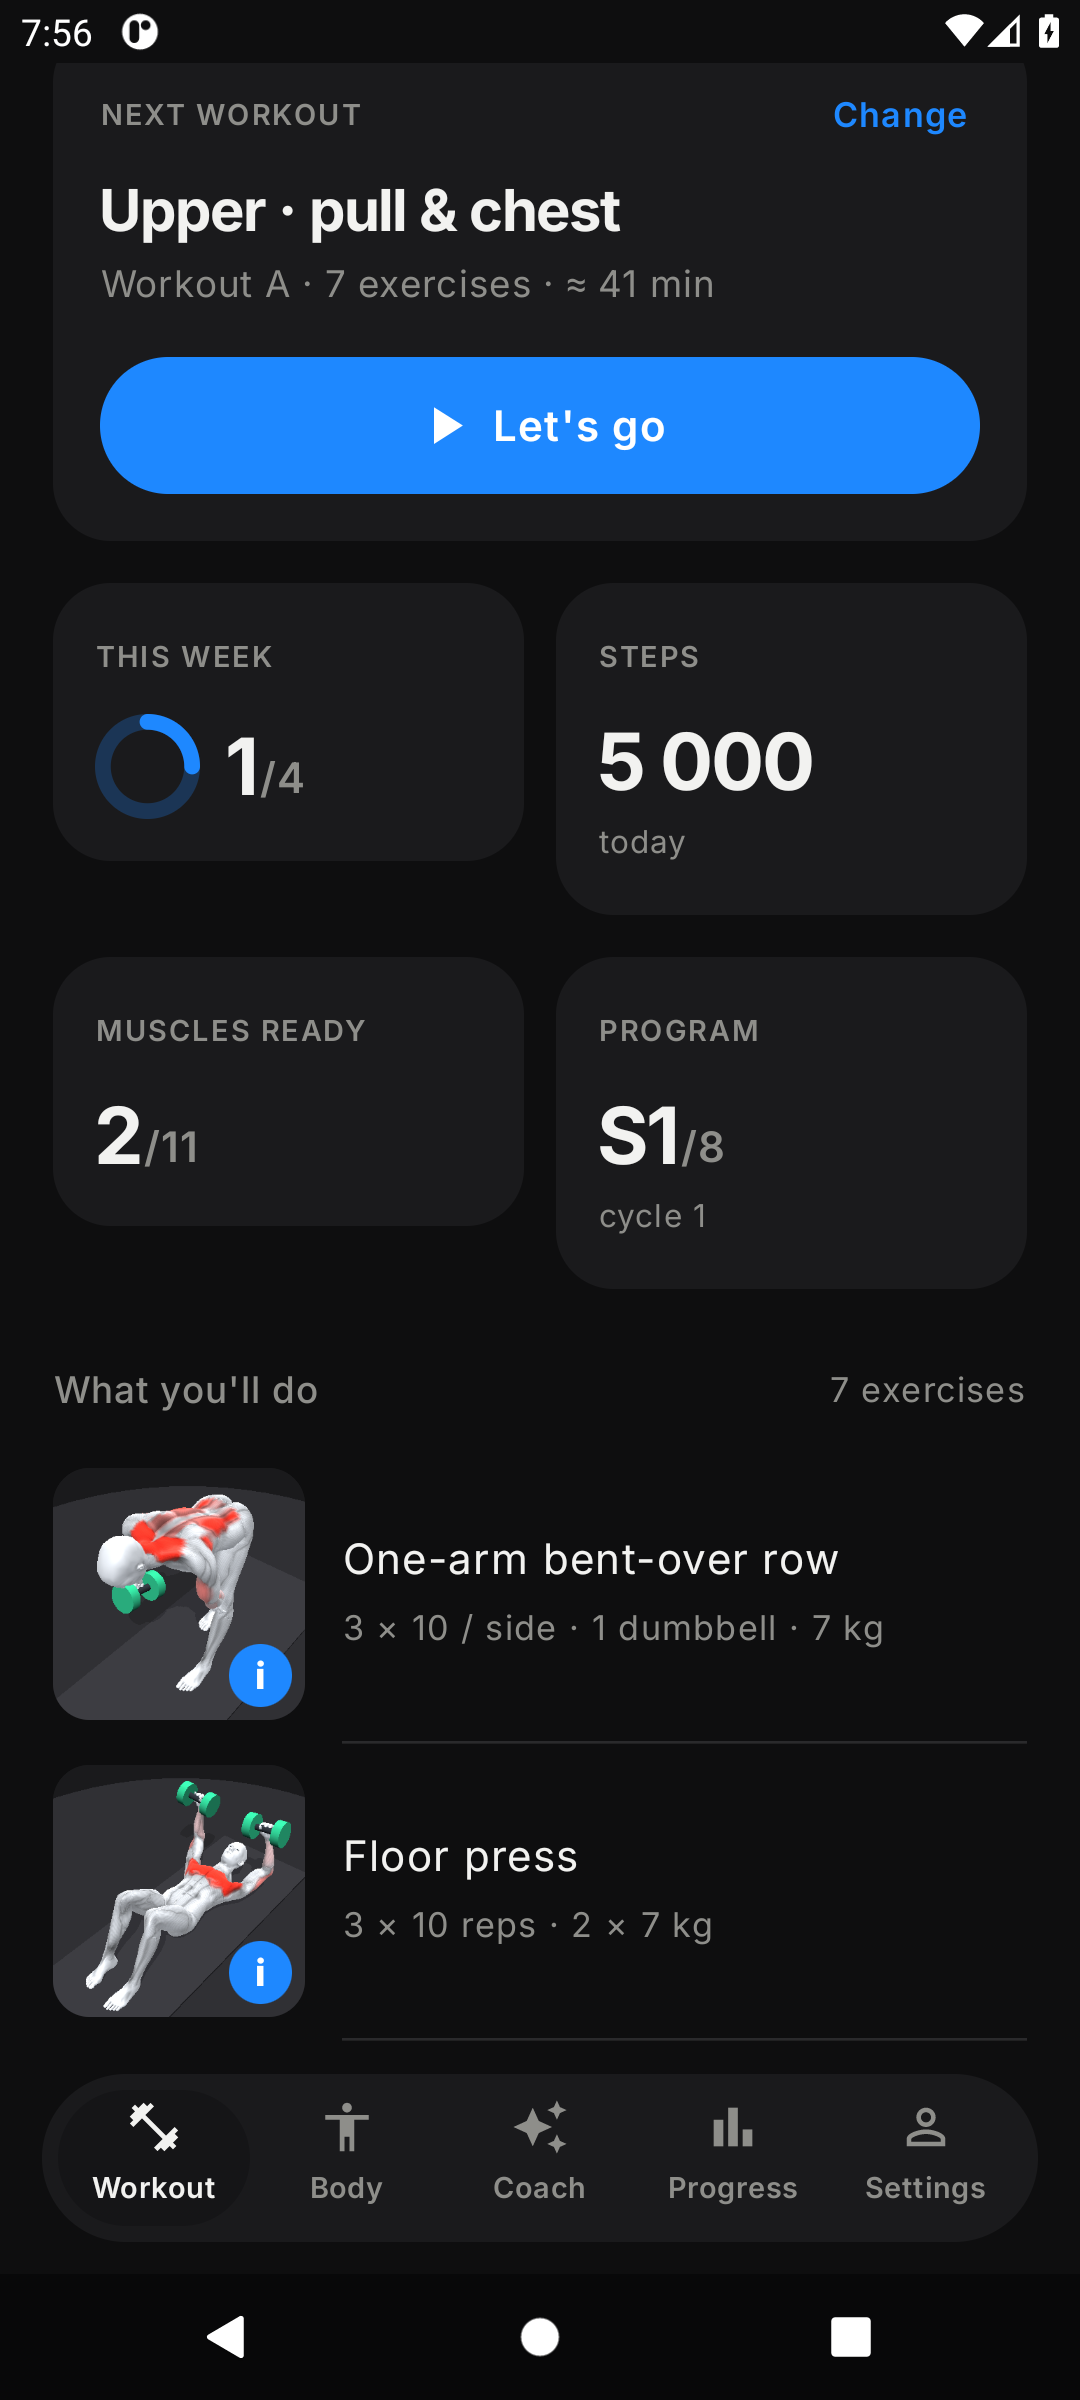 7:56
NEXT WORKOUT
Change
Upper · pull & chest
Workout A · 7 exercises · ≈ 41 min
Let's go
THIS WEEK
1/4
STEPS
5 000
today
MUSCLES READY
2/11
PROGRAM
S1/8
cycle 1
What you'll do
7 exercises
One-arm bent-over row
3 × 10 / side · 1 dumbbell · 7 kg
i
Floor press
3 × 10 reps · 2 × 7 kg
i
Workout
Body
Coach
Progress
Settings